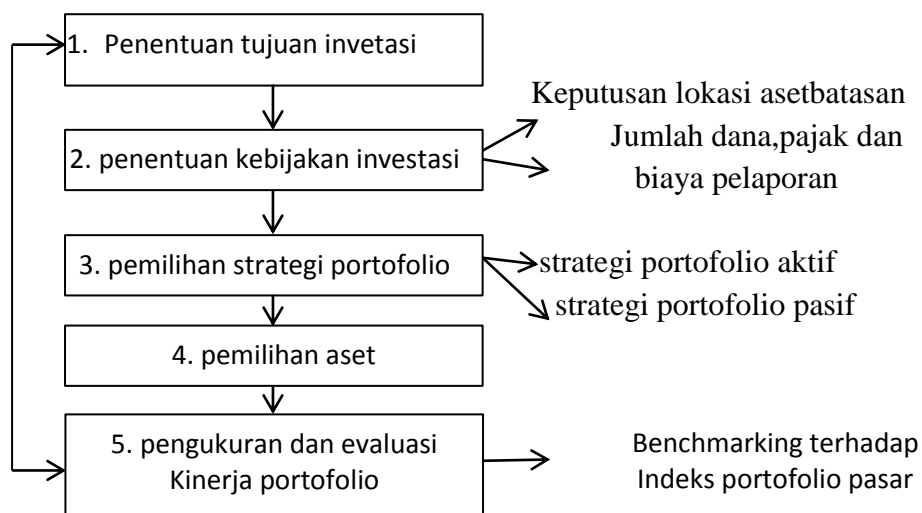 1. Penentuan tujuan invetasi
Keputusan lokasi asetbatasan
Jumlah dana,pajak dan
biaya pelaporan
2. penentuan kebijakan investasi
3. pemilihan strategi portofolio
strategi portofolio aktif
strategi portofolio pasif
4. pemilihan aset
5. pengukuran dan evaluasi
Kinerja portofolio
Benchmarking terhadap
Indeks portofolio pasar